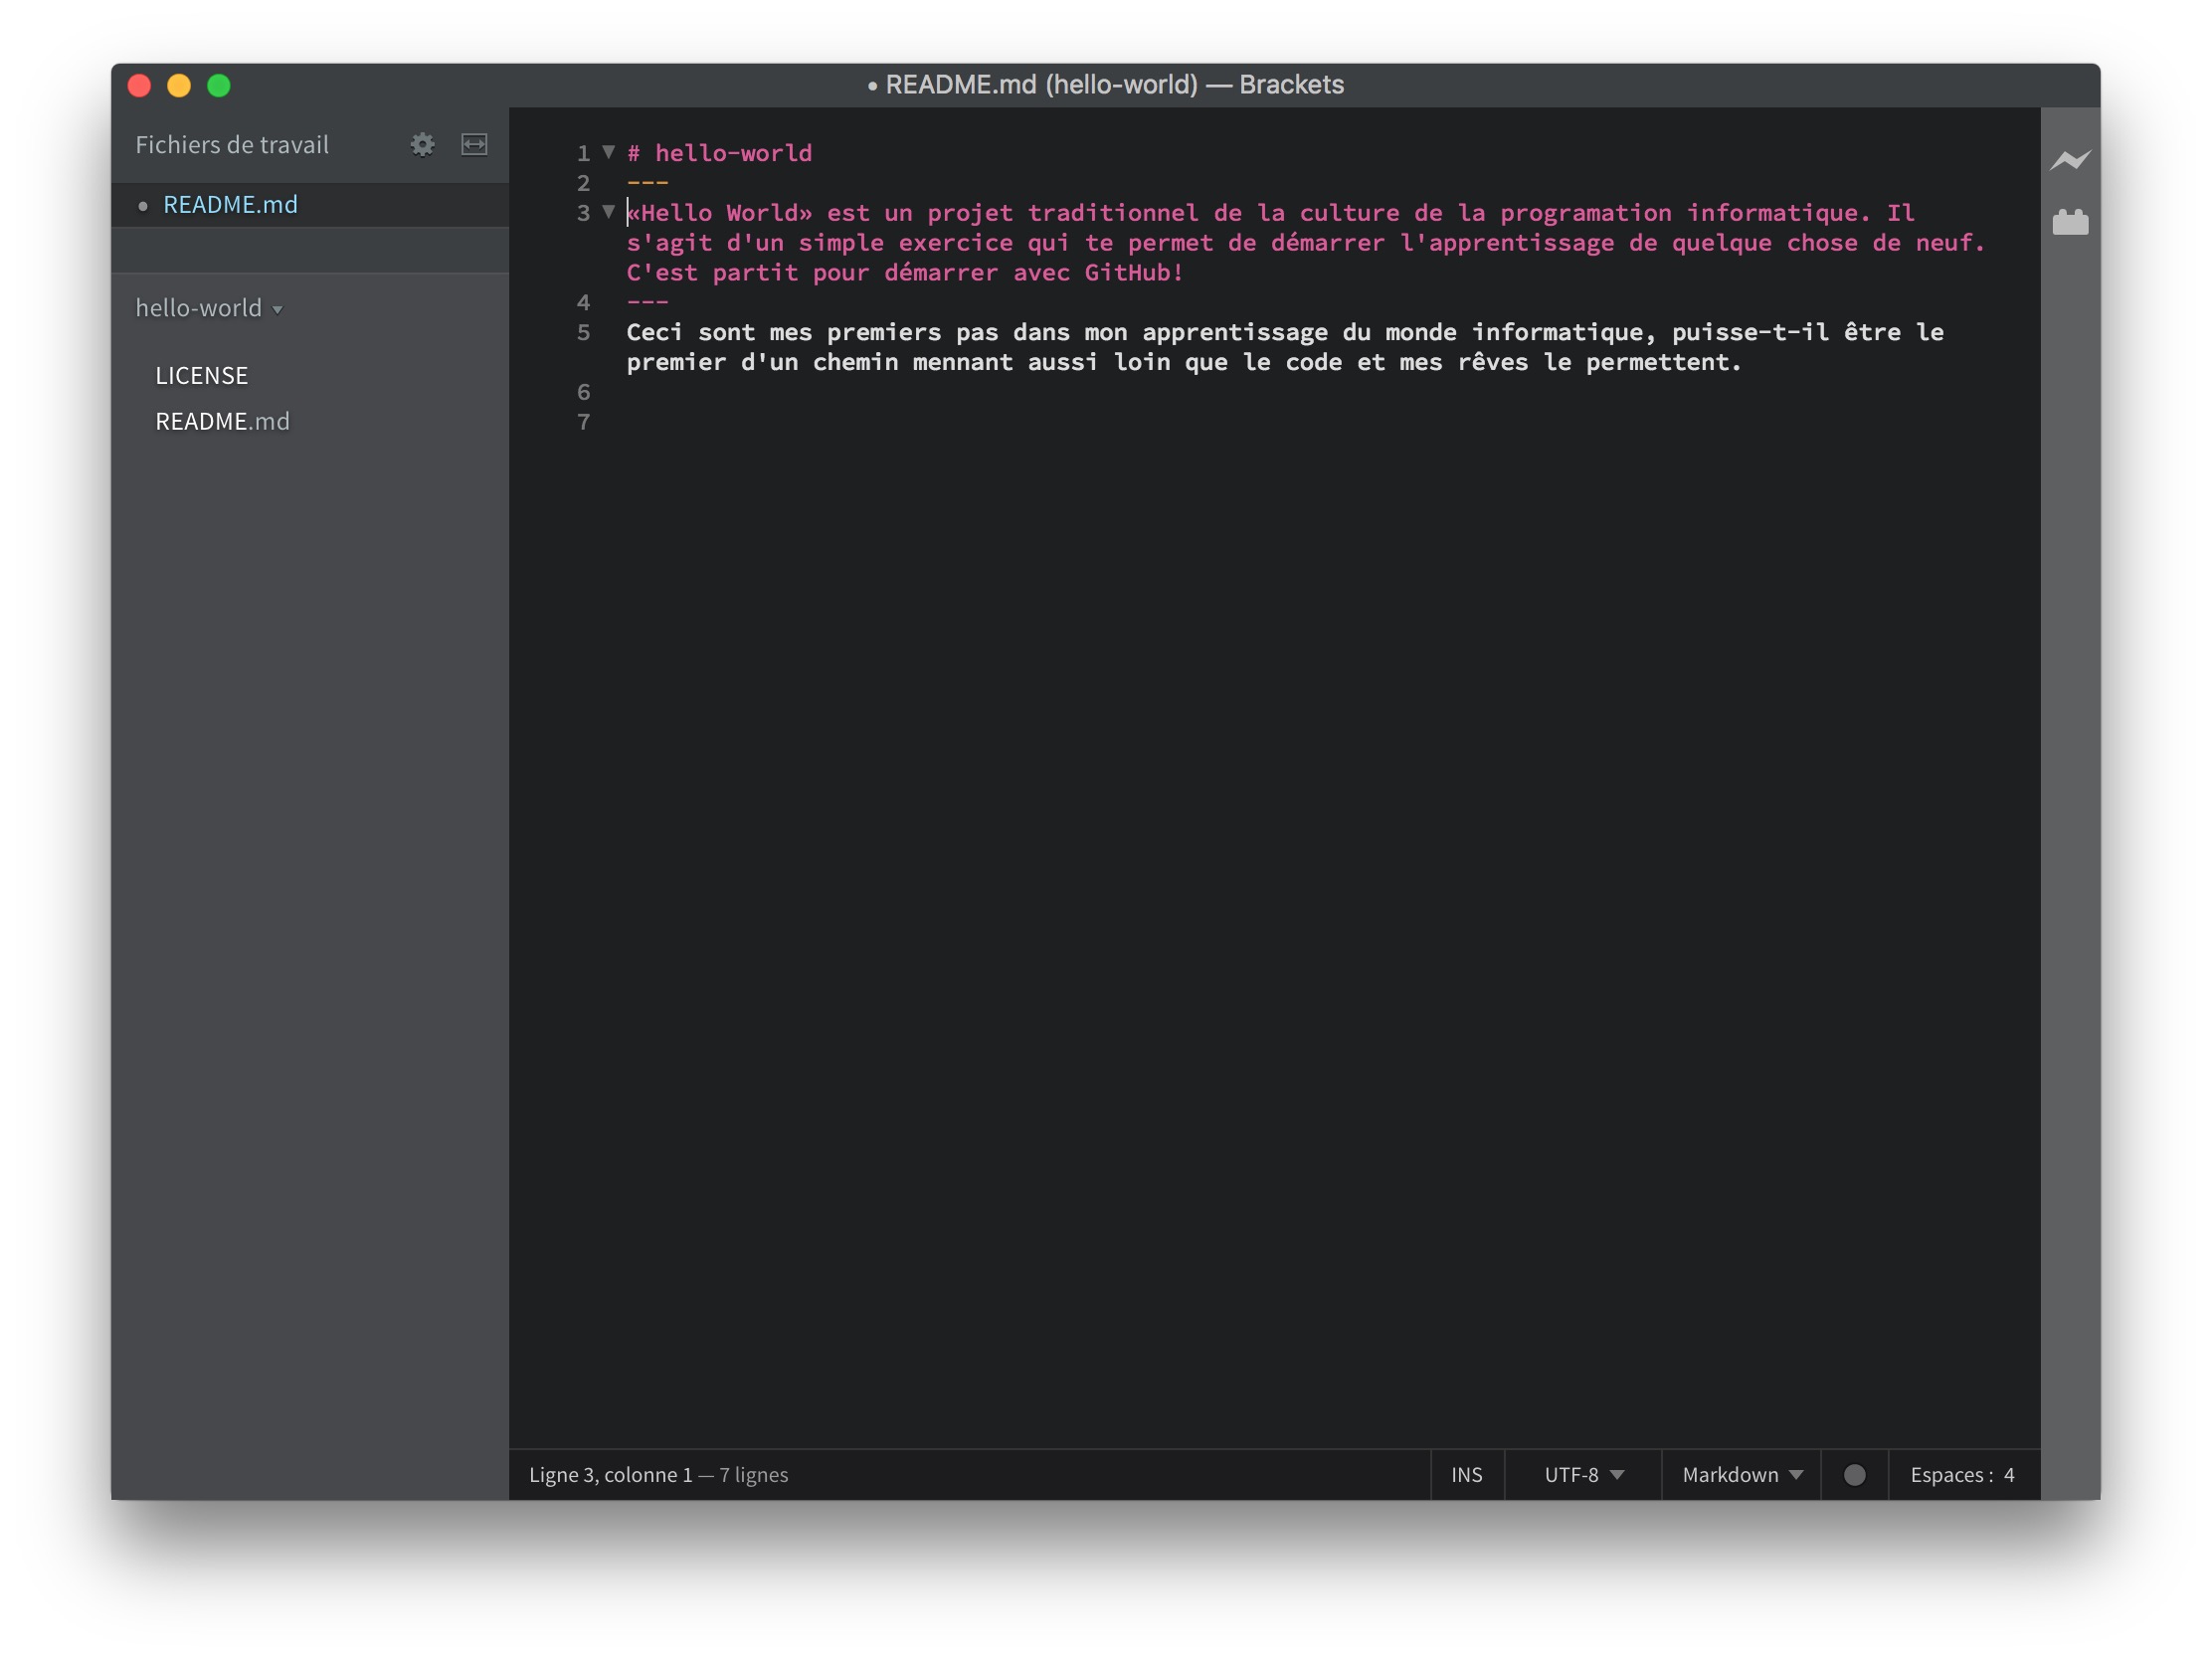 • README.md (hello-world) — Brackets
Fichiers de travail
• README.md
hello-world
LICENSE
README.md
1 # hello-world
2 ---
3 «Hello World» est un projet traditionnel de la culture de la programation informatique. Il
s'agit d'un simple exercice qui te permet de démarrer l'apprentissage de quelque chose de neuf.
C'est partit pour démarrer avec GitHub!
4 ---
5 Ceci sont mes premiers pas dans mon apprentissage du monde informatique, puisse-t-il être le
premier d'un chemin mennant aussi loin que le code et mes rêves le permettent.
6
7
Ligne 3, colonne 1 — 7 lignes INS UTF-8 Markdown Espaces : 4